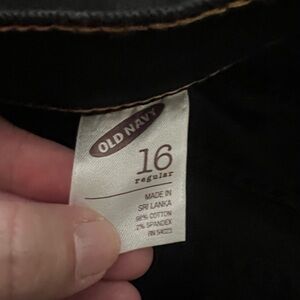 OLD NAVY
16
regular
MADE IN
SRI LANKA
98% COTTON
2% SPANDEX
RN 54023